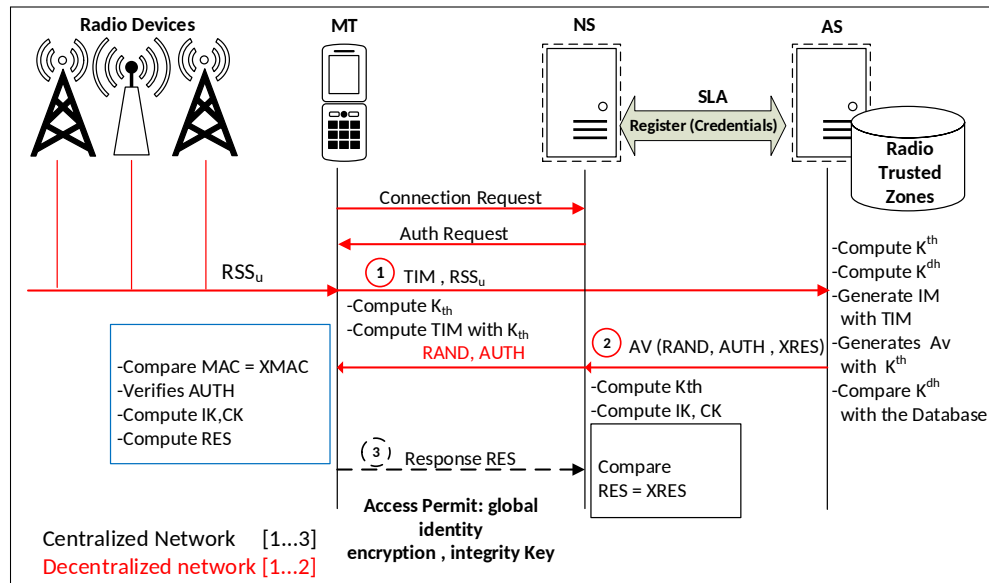 Radio Devices
MT
NS
AS
SLA
Register (Credentials)
Radio
Trusted
Zones
Connection Request
Auth Request
RSSu
1 TIM , RSSu
-Compute Kth
-Compute TIM with Kth
-Compute Kth
-Compute Kdh
-Generate IM
with TIM
-Generates Av
with Kth
-Compare Kdh
with the Database
RAND, AUTH
2 AV (RAND, AUTH , XRES)
-Compare MAC = XMAC
-Verifies AUTH
-Compute IK,CK
-Compute RES
-Compute Kth
-Compute IK, CK
3 Response RES
Compare
RES = XRES
Access Permit: global
identity
encryption , integrity Key
Centralized Network [1...3]
Decentralized network [1...2]